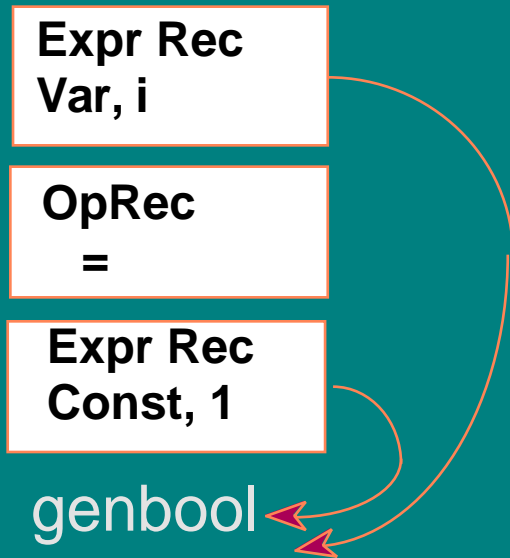 Expr Rec
Var, i
OpRec
=
Expr Rec
Const, 1
genbool